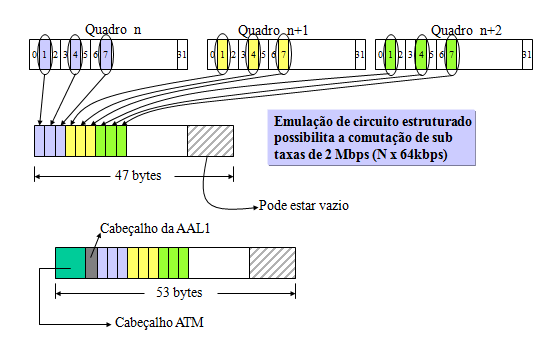 Quadro n
Quadro n+1
Quadro n+2
0 1 2 3 4 5 6 7 31
0 1 2 3 4 5 6 7 31
0 1 2 3 4 5 6 7 31
Emulação de circuito estruturado
possibilita a comutação de sub
taxas de 2 Mbps (N x 64kbps)
47 bytes
Pode estar vazio
Cabeçalho da AAL1
53 bytes
Cabeçalho ATM